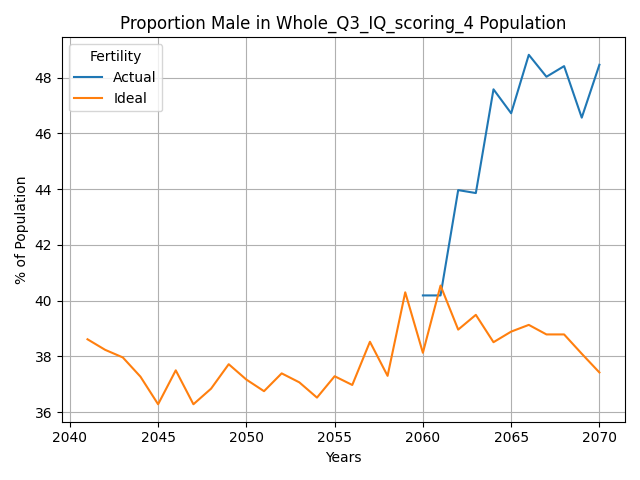 Proportion Male in Whole_Q3_IQ_scoring_4 Population
Fertility
Actual
Ideal
% of Population
48
46
44
42
40
38
36
2040
2045
2050
2055
2060
2065
2070
Years